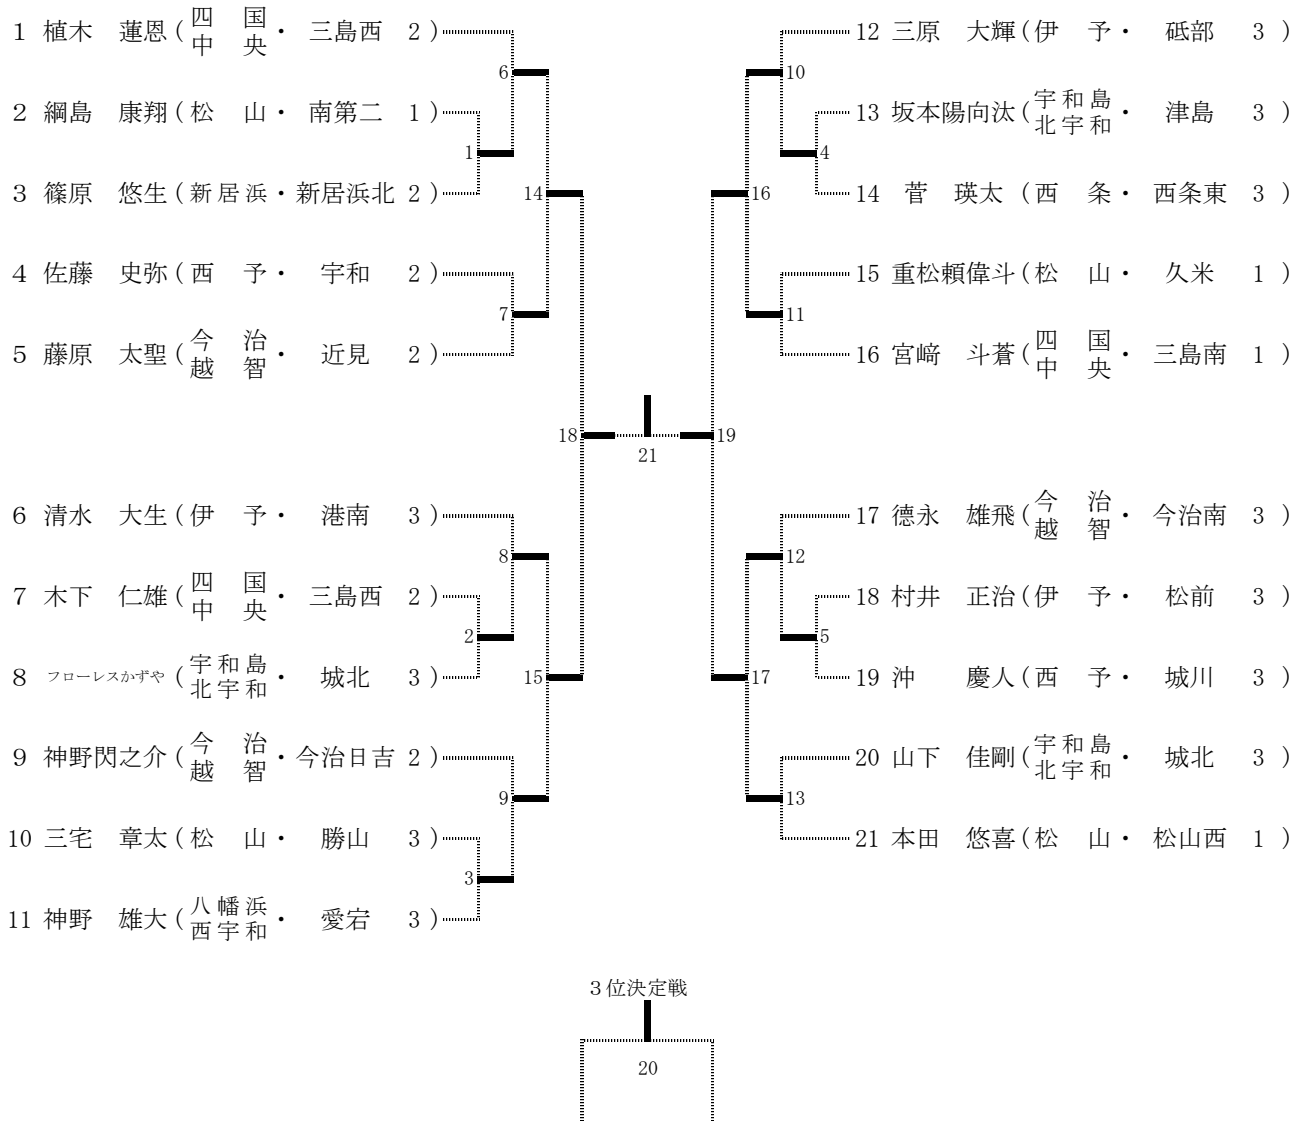 1 植木 蓮恩 (四国中央・三島西 2)
2 綱島 康翔 (松山・南第二 1)
3 篠原 悠生 (新居浜・新居浜北 2)
4 佐藤 史弥 (西予・宇和 2)
5 藤原 太聖 (今治越智・近見 2)
6 清水 大生 (伊予・港南 3)
7 木下 仁雄 (四国中央・三島西 2)
8 フローレスかずや (宇和島北宇和・城北 3)
9 神野閃之介 (今治越智・今治日吉 2)
10 三宅 章太 (松山・勝山 3)
11 神野 雄大 (八幡浜西宇和・愛宕 3)
6
1
14
7
18
8
2
15
9
3
21
12 三原 大輝 (伊予・砥部 3)
13 坂本陽向汰 (宇和島北宇和・津島 3)
14 菅 瑛太 (西条・西条東 3)
15 重松頼偉斗 (松山・久米 1)
16 宮﨑 斗蒼 (四国中央・三島南 1)
17 德永 雄飛 (今治越智・今治南 3)
18 村井 正治 (伊予・松前 3)
19 沖 慶人 (西予・城川 3)
20 山下 佳剛 (宇和島北宇和・城北 3)
21 本田 悠喜 (松山・松山西 1)
10
4
16
11
19
12
5
17
13
3位決定戦
20